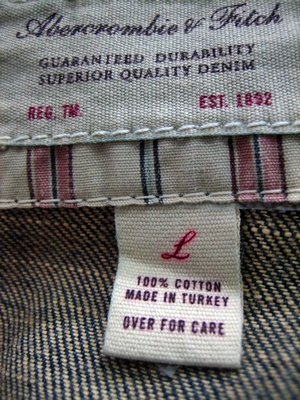 Abercrombie & Fitch
GUARANTEED DURABILITY
SUPERIOR QUALITY DENIM
REG. TM. EST. 1892
L
100% COTTON
MADE IN TURKEY
OVER FOR CARE